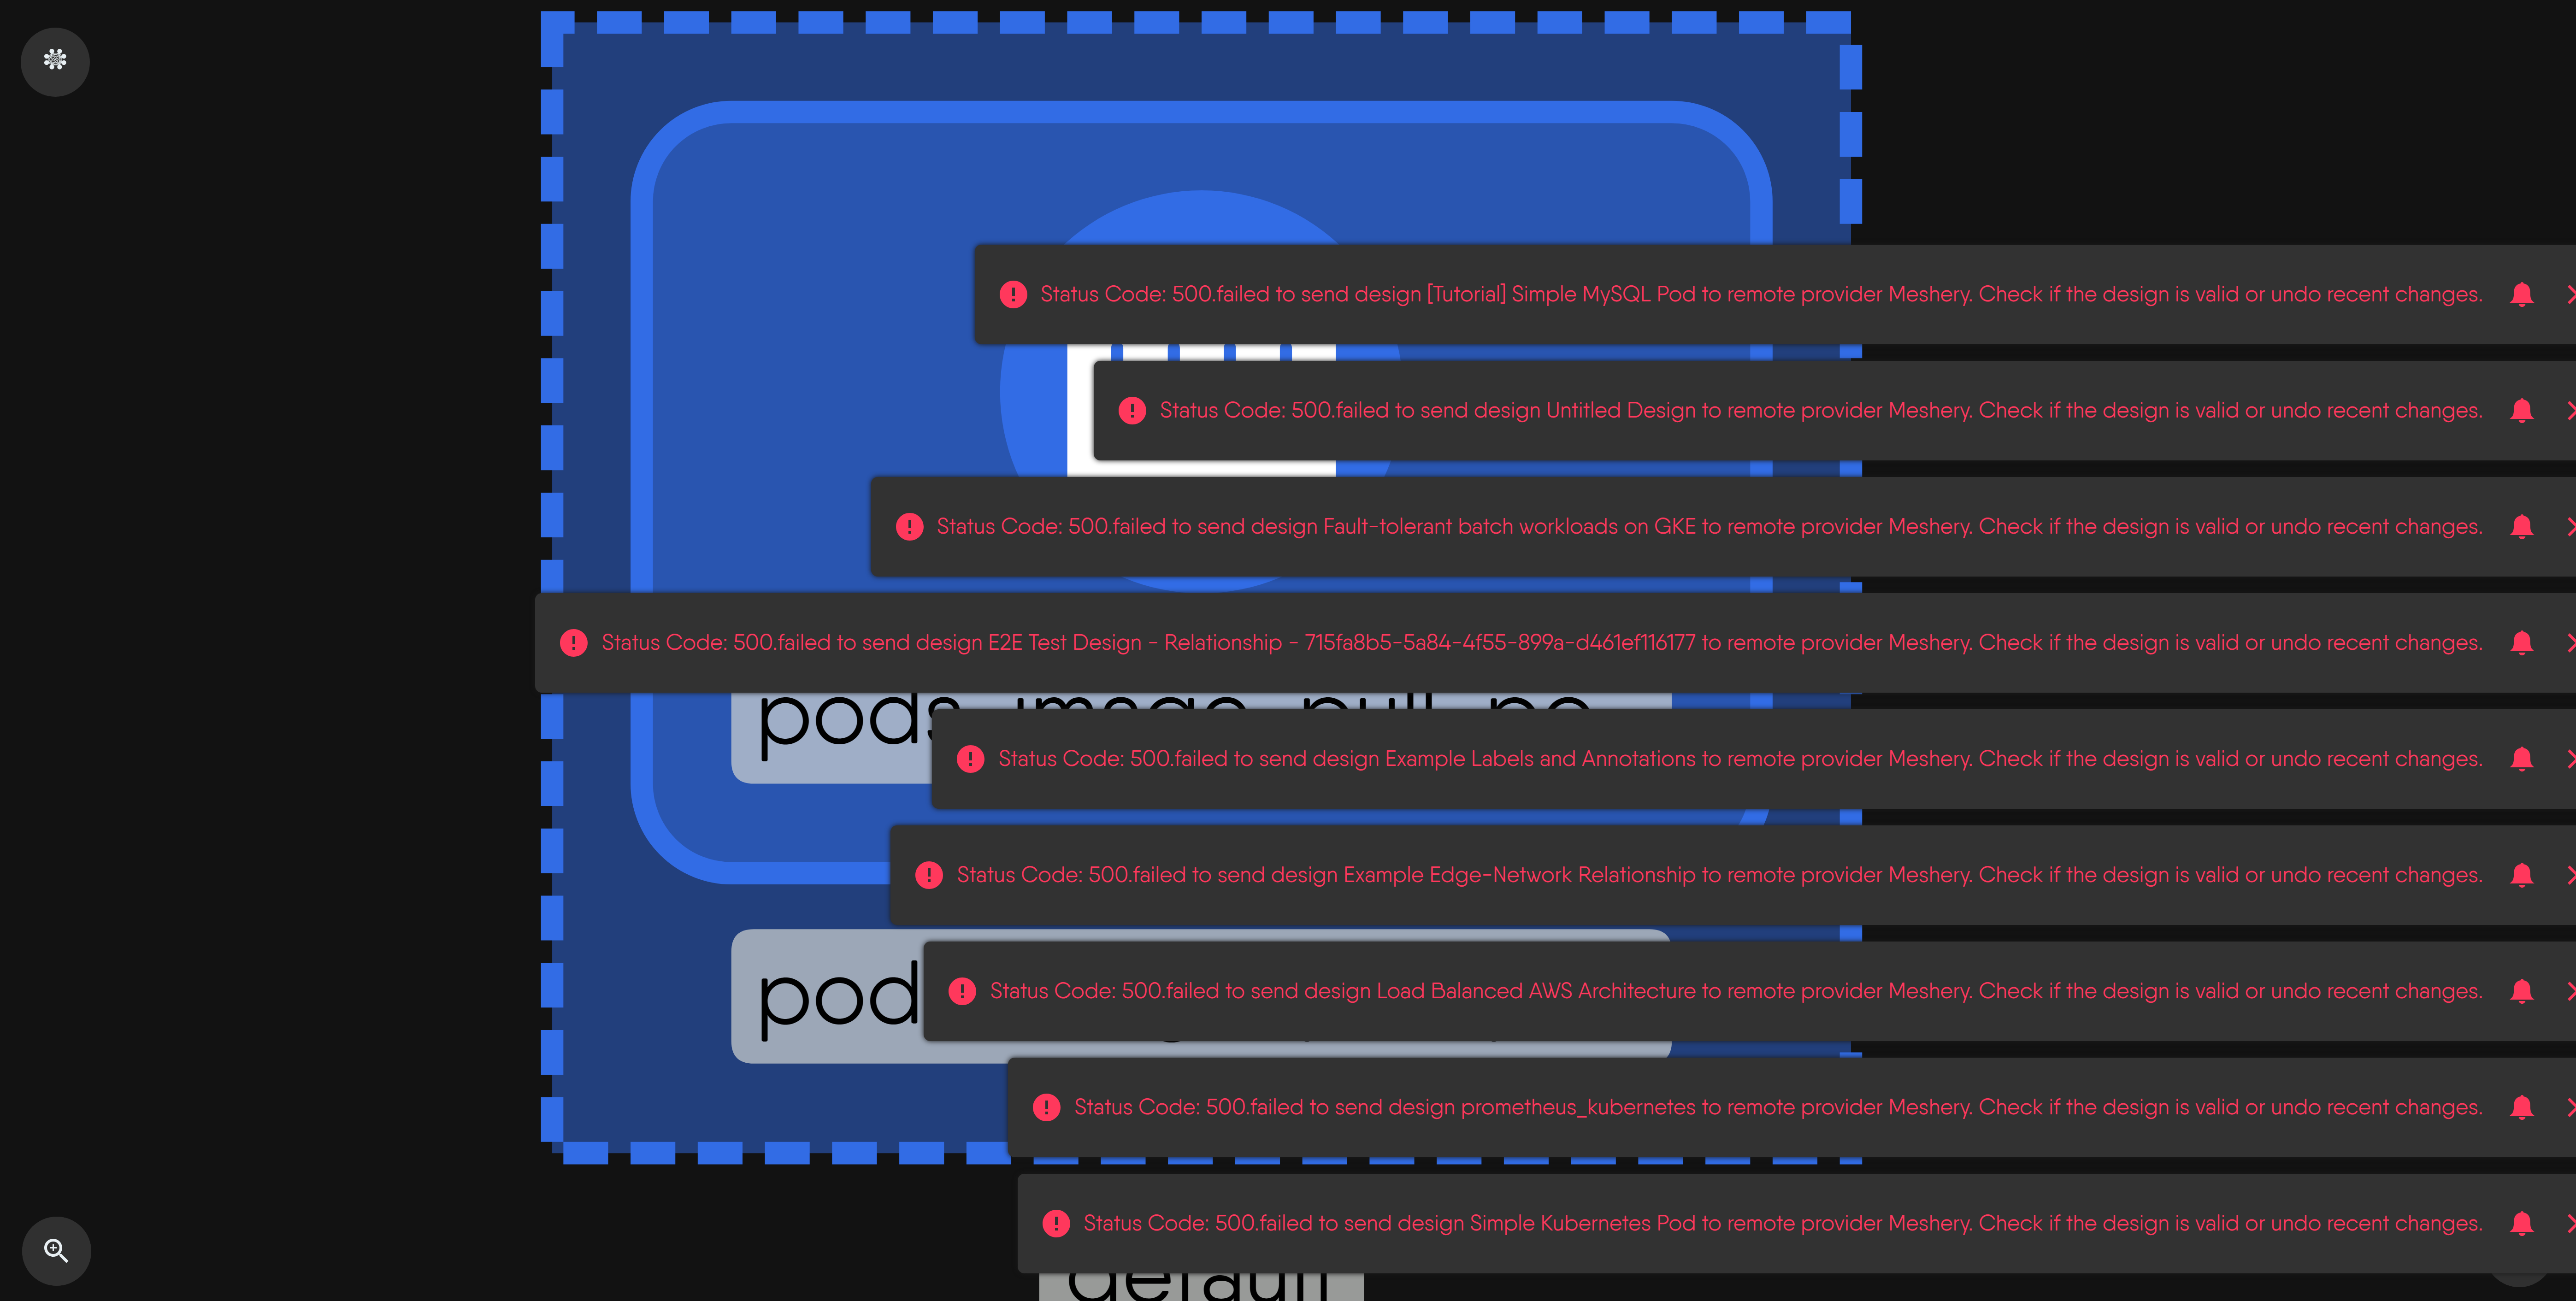 Status Code: 500.failed to send design [Tutorial] Simple MySQL Pod to remote provider Meshery. Check if the design is valid or undo recent changes.
Status Code: 500.failed to send design Untitled Design to remote provider Meshery. Check if the design is valid or undo recent changes.
Status Code: 500.failed to send design Fault-tolerant batch workloads on GKE to remote provider Meshery. Check if the design is valid or undo recent changes.
Status Code: 500.failed to send design E2E Test Design - Relationship - 715fa8b5-5a84-4f55-899a-d461ef116177 to remote provider Meshery. Check if the design is valid or undo recent changes.
pods-image-pull-po
Status Code: 500.failed to send design Example Labels and Annotations to remote provider Meshery. Check if the design is valid or undo recent changes.
Status Code: 500.failed to send design Example Edge-Network Relationship to remote provider Meshery. Check if the design is valid or undo recent changes.
pod
Status Code: 500.failed to send design Load Balanced AWS Architecture to remote provider Meshery. Check if the design is valid or undo recent changes.
Status Code: 500.failed to send design prometheus_kubernetes to remote provider Meshery. Check if the design is valid or undo recent changes.
Status Code: 500.failed to send design Simple Kubernetes Pod to remote provider Meshery. Check if the design is valid or undo recent changes.
default